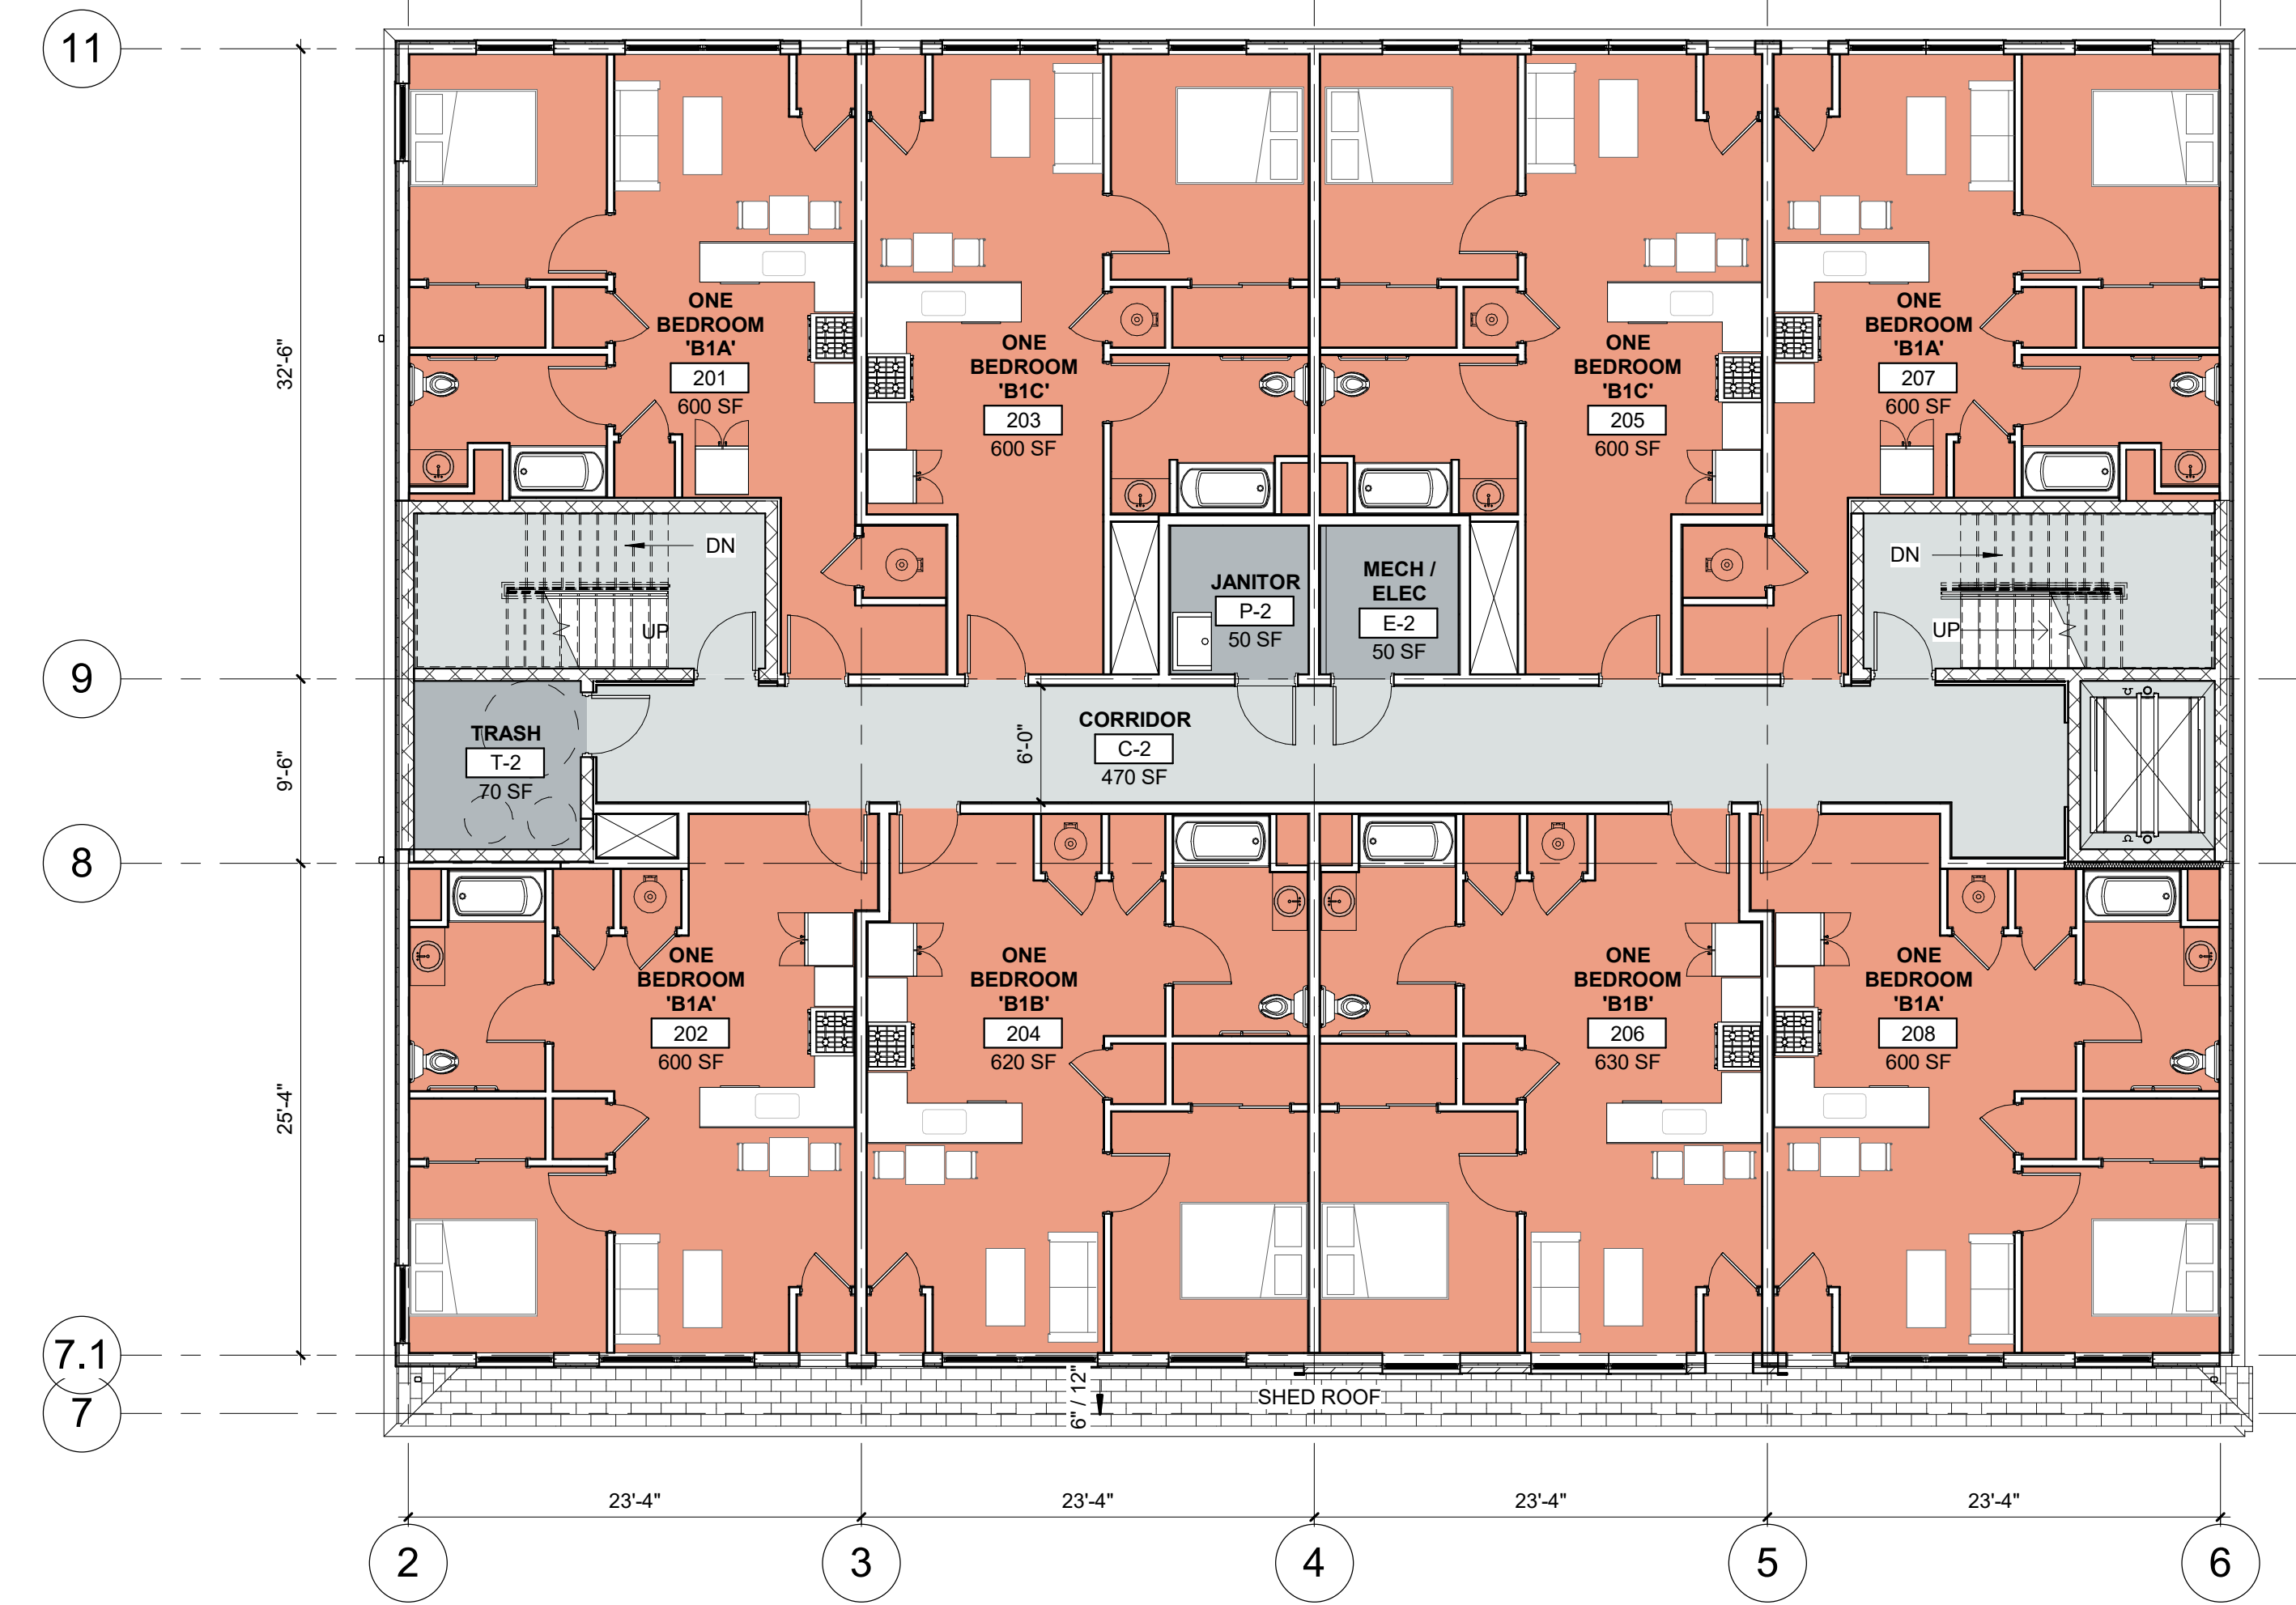 11
ONE
BEDROOM
'B1A'
201
600 SF
ONE
BEDROOM
'B1C'
203
600 SF
ONE
BEDROOM
'B1C'
205
600 SF
ONE
BEDROOM
'B1A'
207
600 SF
32'-6"
DN
UP
JANITOR
P-2
50 SF
MECH /
ELEC
E-2
50 SF
DN
UP
9
TRASH
T-2
70 SF
9'-6"
6'-0"
CORRIDOR
C-2
470 SF
8
ONE
BEDROOM
'B1A'
202
600 SF
ONE
BEDROOM
'B1B'
204
620 SF
ONE
BEDROOM
'B1B'
206
630 SF
ONE
BEDROOM
'B1A'
208
600 SF
25'-4"
7.1
7
6" / 12"
SHED ROOF
23'-4"
23'-4"
23'-4"
23'-4"
2
3
4
5
6